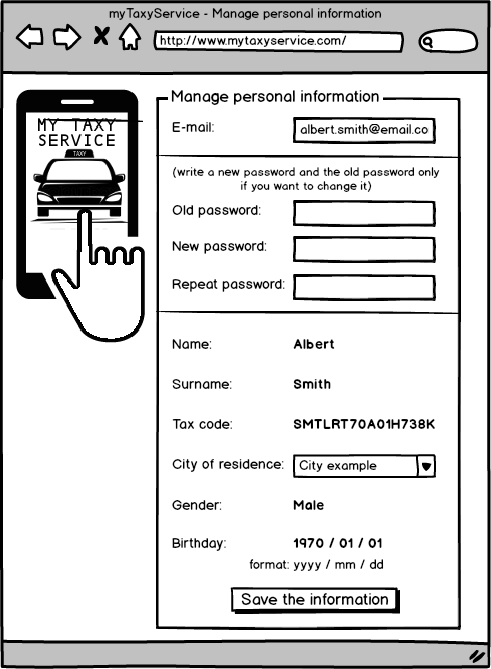 myTaxyService - Manage personal information
http://www.mytaxyservice.com/
MY TAXY
SERVICE
TAXY
Manage personal information
E-mail: albert.smith@email.co
(write a new password and the old password only
if you want to change it)
Old password:
New password:
Repeat password:
Name: Albert
Surname: Smith
Tax code: SMTLRT70A01H738K
City of residence: City example
Gender: Male
Birthday: 1970 / 01 / 01
format: yyyy / mm / dd
Save the information